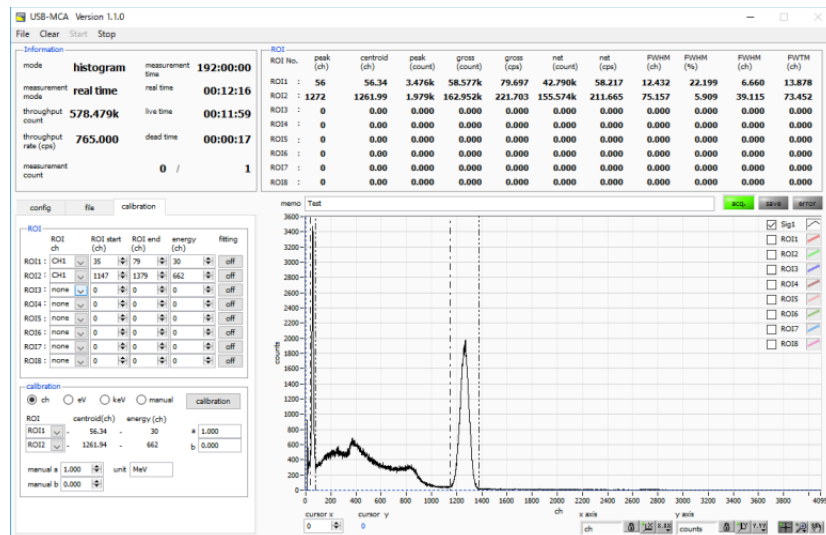 USB-MCA Version 1.1.0
File Clear Start Stop
Information
mode histogram measurement time 192:00:00
measurement mode real time real time 00:12:16
throughput count 578.479k live time 00:11:59
throughput rate (cps) 765.000 dead time 00:00:17
measurement count 0 / 1
ROI
ROI No. peak (ch) centroid (ch) peak (count) gross (count) gross (cps) net (count) net (cps) FWHM (ch) FWHM (%) FWHM (ch) FWTM (ch)
ROI1 : 56 56.34 3.476k 58.577k 79.697 42.790k 58.217 12.432 22.199 6.660 13.878
ROI2 : 1272 1261.99 1.979k 162.952k 221.703 155.574k 211.665 75.157 5.909 39.115 73.452
ROI3 : 0 0.00 0.000 0.000 0.000 0.000 0.000 0.000 0.000 0.000 0.000
ROI4 : 0 0.00 0.000 0.000 0.000 0.000 0.000 0.000 0.000 0.000 0.000
ROI5 : 0 0.00 0.000 0.000 0.000 0.000 0.000 0.000 0.000 0.000 0.000
ROI6 : 0 0.00 0.000 0.000 0.000 0.000 0.000 0.000 0.000 0.000 0.000
ROI7 : 0 0.00 0.000 0.000 0.000 0.000 0.000 0.000 0.000 0.000 0.000
ROI8 : 0 0.00 0.000 0.000 0.000 0.000 0.000 0.000 0.000 0.000 0.000
config file calibration
ROI
ROI ch ROI start (ch) ROI end (ch) energy (ch) fitting
ROI1 : CH1 35 79 30 off
ROI2 : CH1 1147 1379 662 off
ROI3 : none 0 0 0 off
ROI4 : none 0 0 0 off
ROI5 : none 0 0 0 off
ROI6 : none 0 0 0 off
ROI7 : none 0 0 0 off
ROI8 : none 0 0 0 off
calibration
ch eV keV manual calibration
ROI centroid(ch) energy (ch)
ROI1 - 56.34 - 30 a 1.000
ROI2 - 1261.94 - 662 b 0.000
manual a 1.000 unit MeV
manual b 0.000
memo Test acq. save error
counts
3600
3400
3200
3000
2800
2600
2400
2200
2000
1800
1600
1400
1200
1000
800
600
400
200
0
Sig1
ROI1
ROI2
ROI3
ROI4
ROI5
ROI6
ROI7
ROI8
0 200 400 600 800 1000 1200 1400 1600 1800 2000 2200 2400 2600 2800 3000 3200 3400 3600 3800 4095
ch
cursor x cursor y x axis y axis
0 0 ch counts